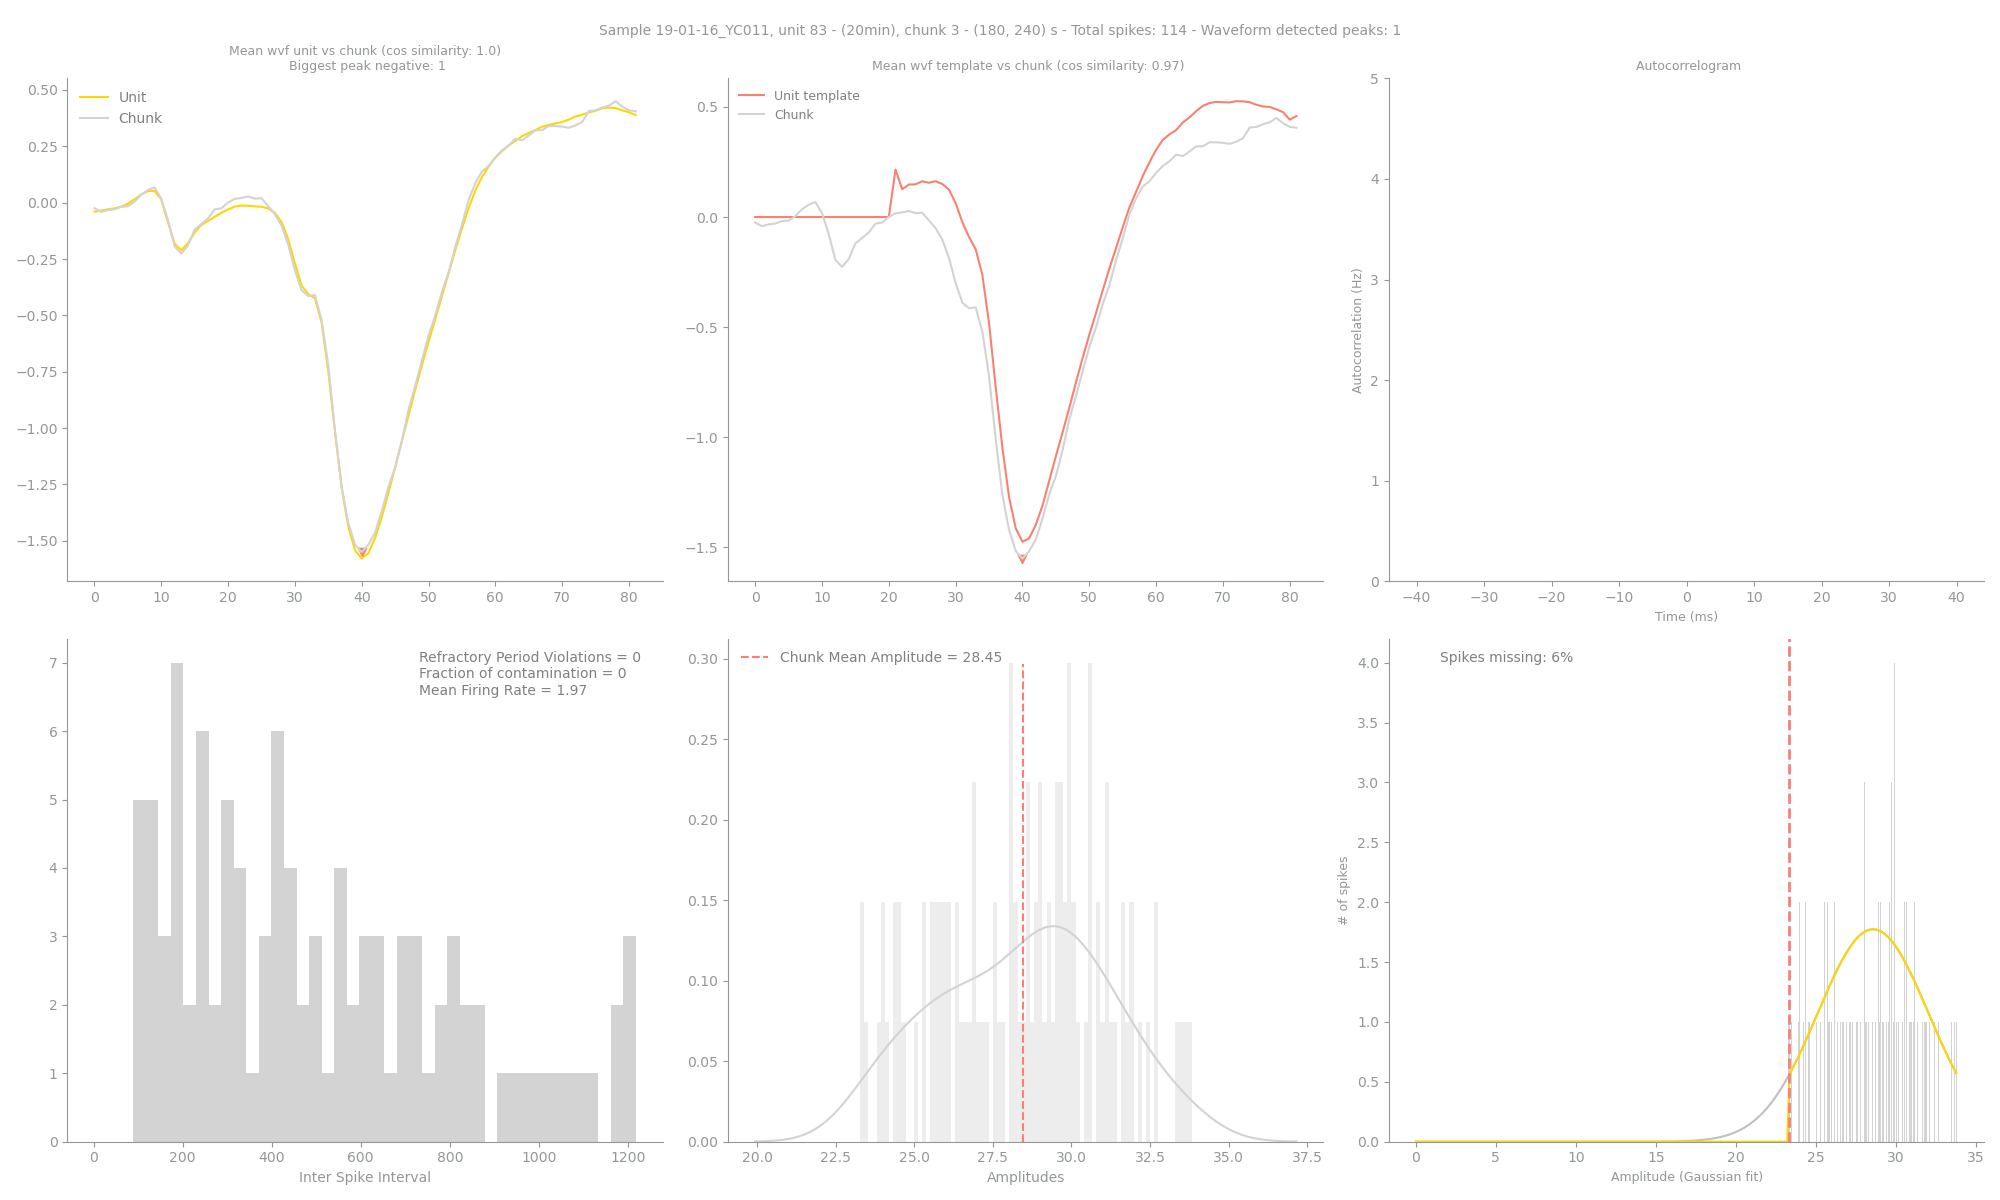 Sample 19-01-16_YC011, unit 83 - (20min), chunk 3 - (180, 240) s - Total spikes: 114 - Waveform detected peaks: 1
Mean wvf unit vs chunk (cos similarity: 1.0)
Biggest peak negative: 1
Unit
Chunk
0.50
0.25
0.00
−0.25
−0.50
−0.75
−1.00
−1.25
−1.50
0 10 20 30 40 50 60 70 80
Mean wvf template vs chunk (cos similarity: 0.97)
Unit template
Chunk
0.5
0.0
−0.5
−1.0
−1.5
0 10 20 30 40 50 60 70 80
Autocorrelogram
Autocorrelation (Hz)
5
4
3
2
1
0
−40 −30 −20 −10 0 10 20 30 40
Time (ms)
Refractory Period Violations = 0
Fraction of contamination = 0
Mean Firing Rate = 1.97
7
6
5
4
3
2
1
0
0 200 400 600 800 1000 1200
Inter Spike Interval
Chunk Mean Amplitude = 28.45
0.30
0.25
0.20
0.15
0.10
0.05
0.00
20.0 22.5 25.0 27.5 30.0 32.5 35.0 37.5
Amplitudes
Spikes missing: 6%
# of spikes
4.0
3.5
3.0
2.5
2.0
1.5
1.0
0.5
0.0
0 5 10 15 20 25 30 35
Amplitude (Gaussian fit)